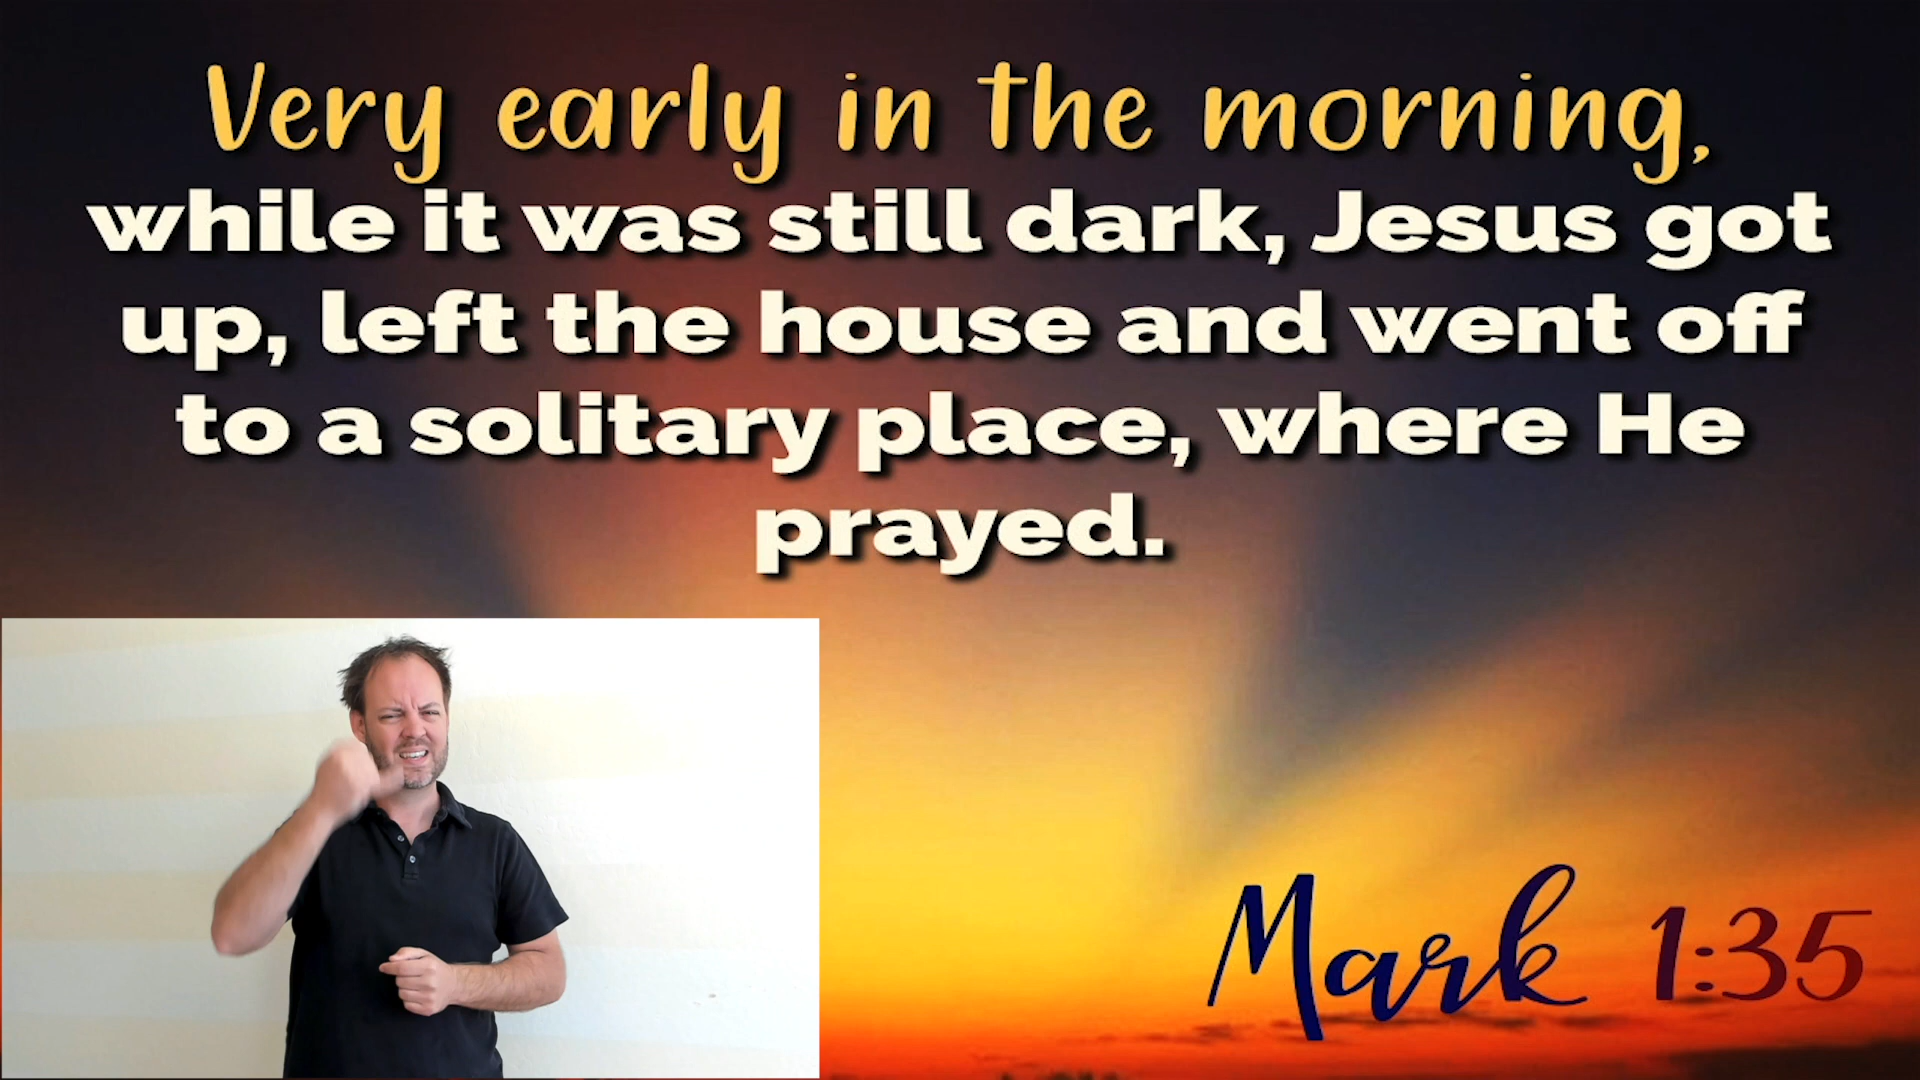 Very early in the morning,
while it was still dark, Jesus got
up, left the house and went off
to a solitary place, where He
prayed.
Mark 1:35